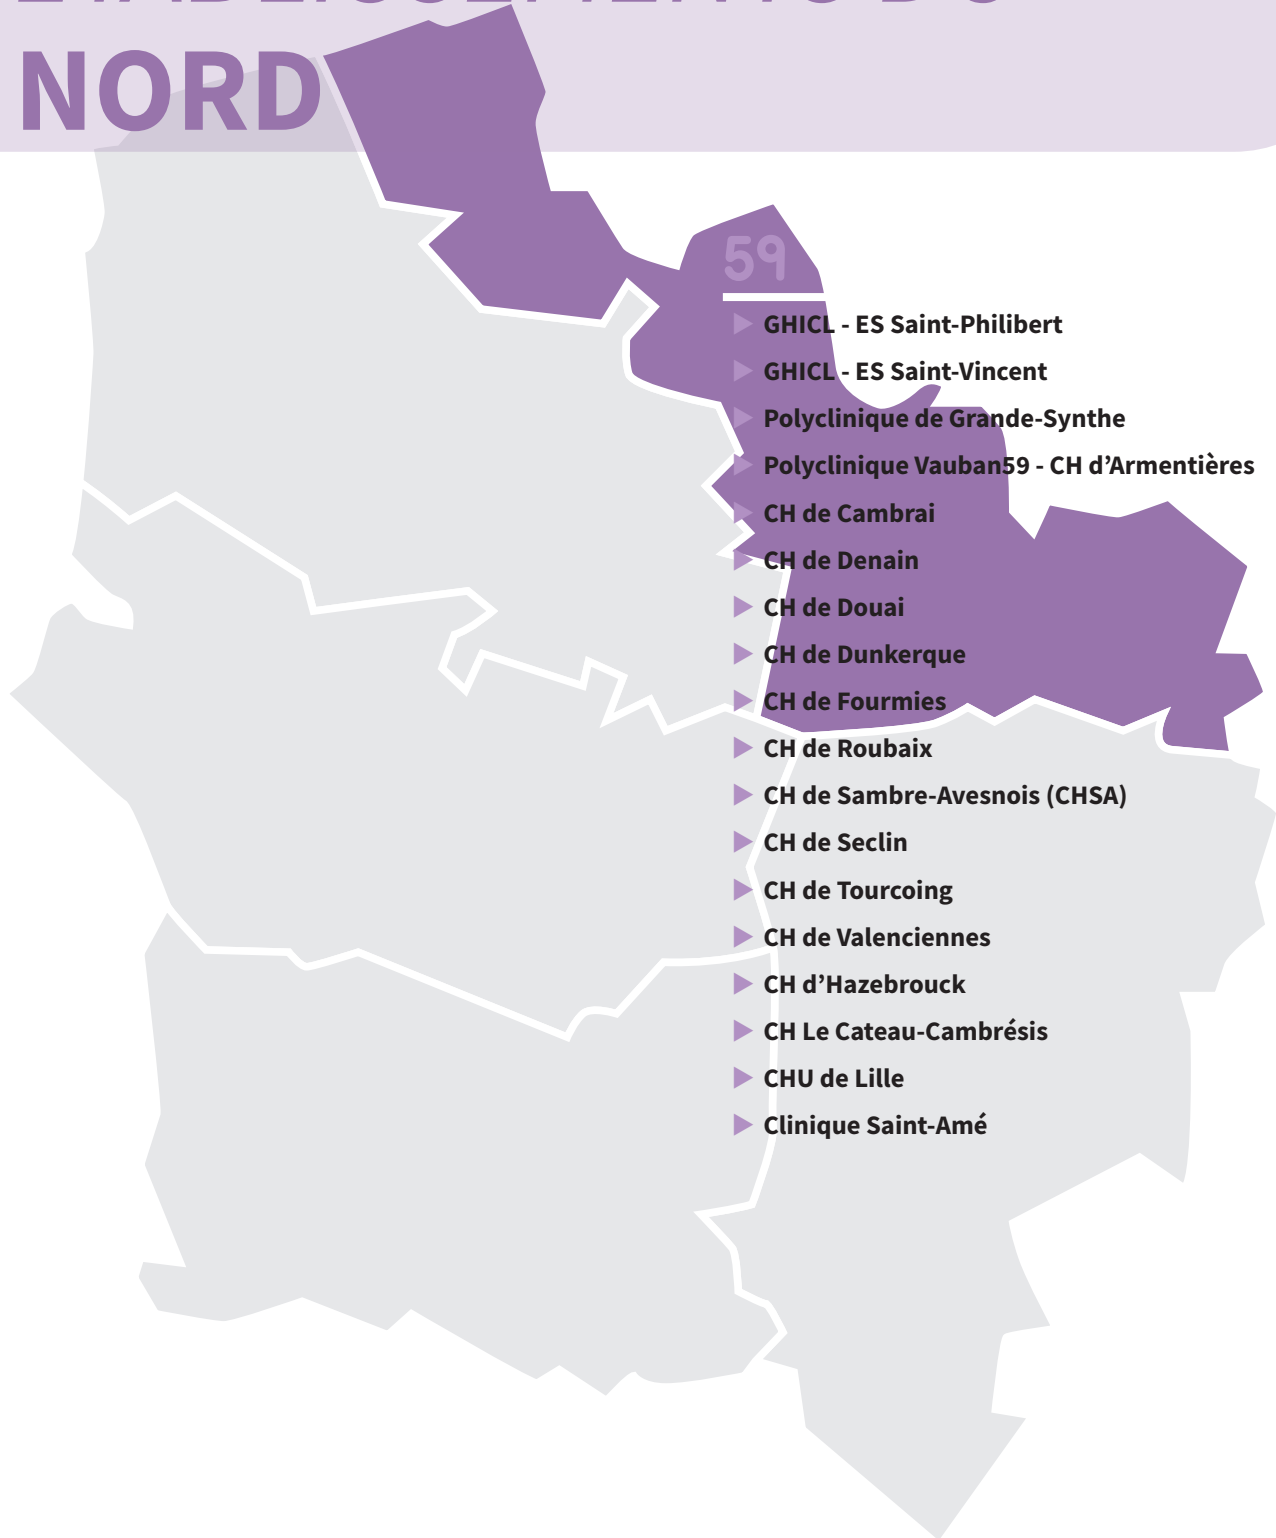 ÉTABLISSEMENTS DU
NORD
59
GHICL - ES Saint-Philibert
GHICL - ES Saint-Vincent
Polyclinique de Grande-Synthe
Polyclinique Vauban59 - CH d’Armentières
CH de Cambrai
CH de Denain
CH de Douai
CH de Dunkerque
CH de Fourmies
CH de Roubaix
CH de Sambre-Avesnois (CHSA)
CH de Seclin
CH de Tourcoing
CH de Valenciennes
CH d’Hazebrouck
CH Le Cateau-Cambrésis
CHU de Lille
Clinique Saint-Amé